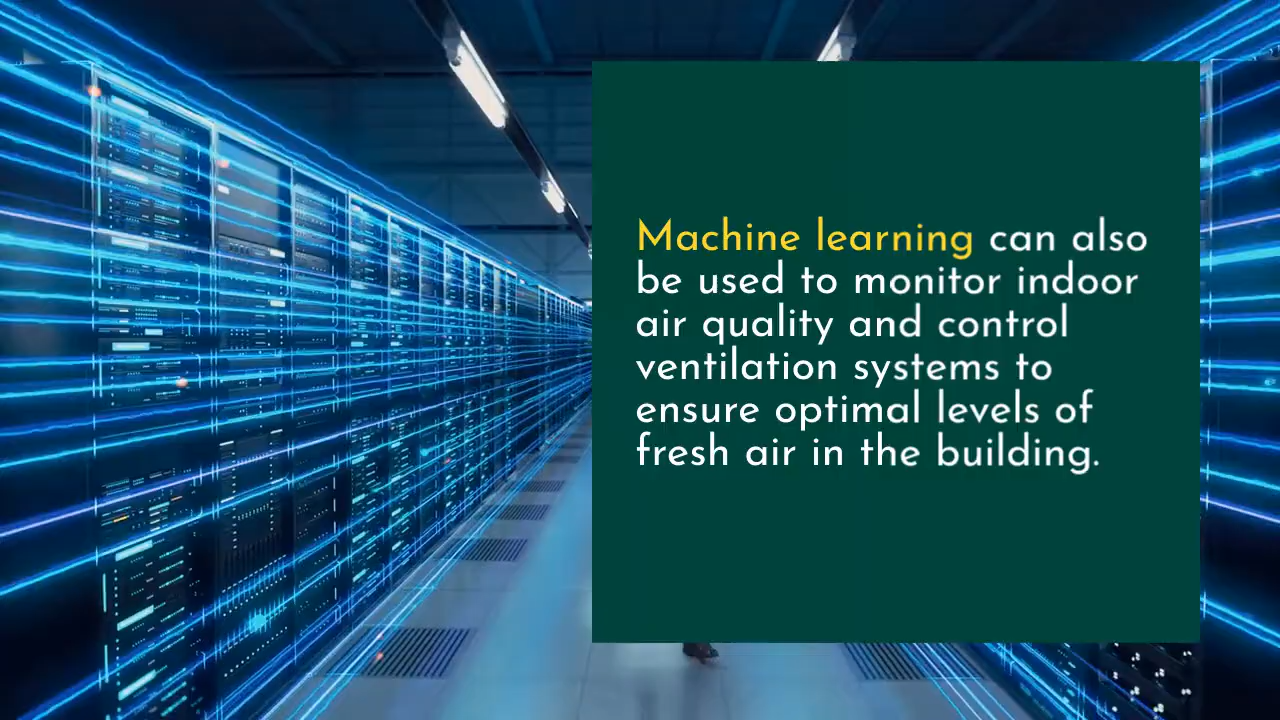 Machine learning can also
be used to monitor indoor
air quality and control
ventilation systems to
ensure optimal levels of
fresh air in the building.